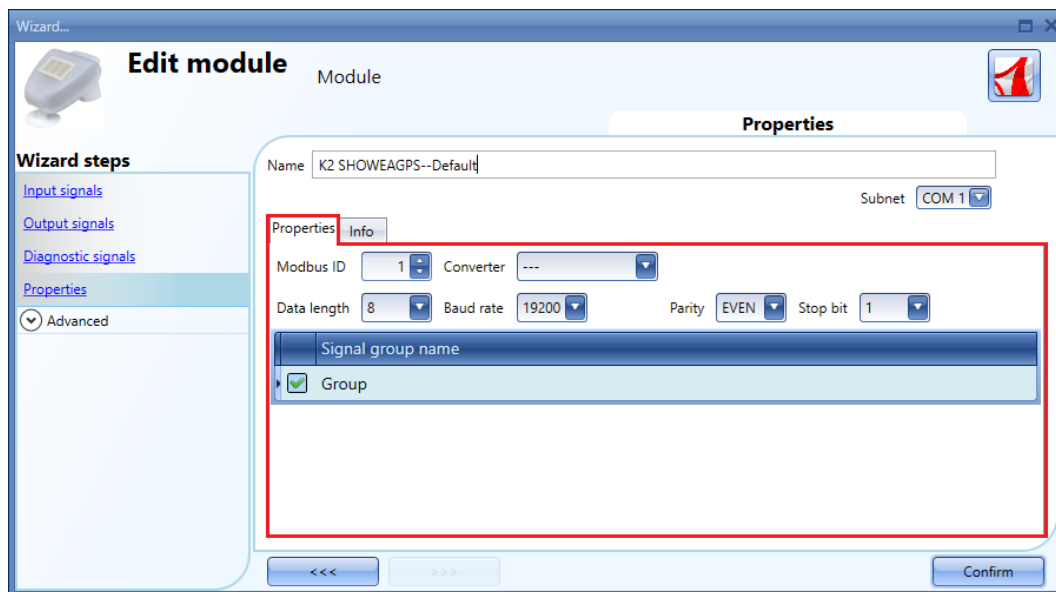 Wizard...
Edit module
Module
Properties
Wizard steps
Input signals
Output signals
Diagnostic signals
Properties
Advanced
Name K2 SHOWEAGPS--Default
Subnet COM 1
Properties Info
Modbus ID 1 Converter ---
Data length 8 Baud rate 19200 Parity EVEN Stop bit 1
Signal group name
Group
<<< >>> Confirm